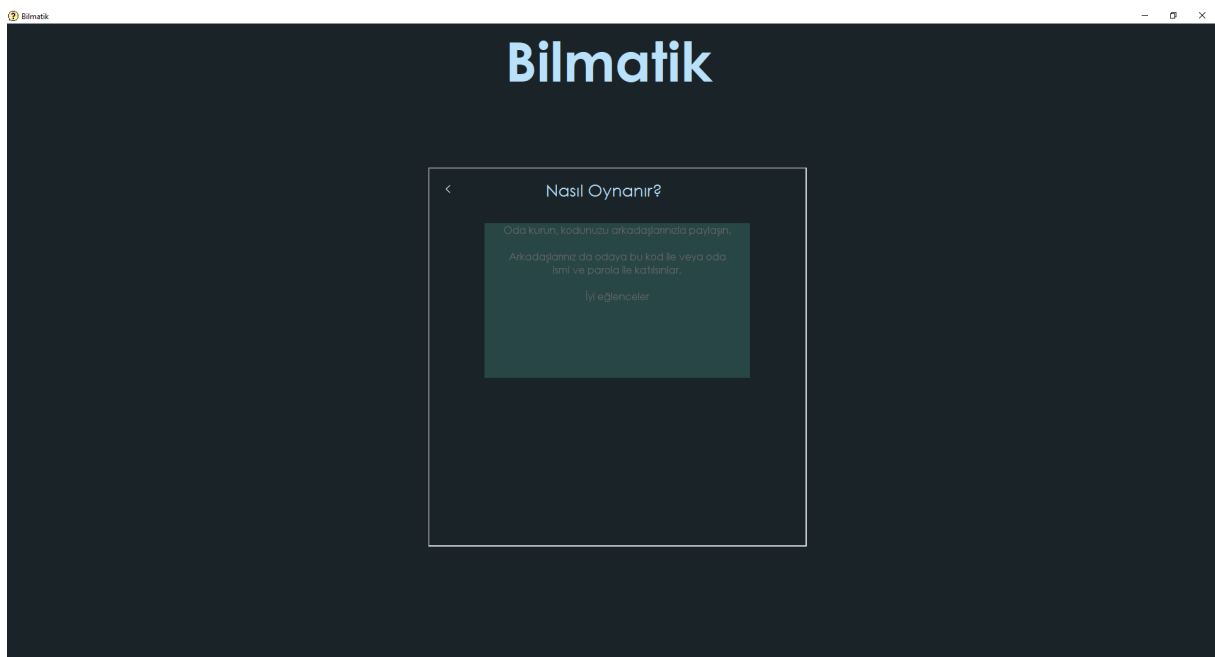 Bilmatik
Bilmatik
Nasıl Oynanır?
Oda kurun, kodunuzu arkadaşlarınızla paylaşın.
Arkadaşlarınız da odaya bu kod ile veya oda
ismi ve parola ile katılsınlar.
İyi eğlenceler